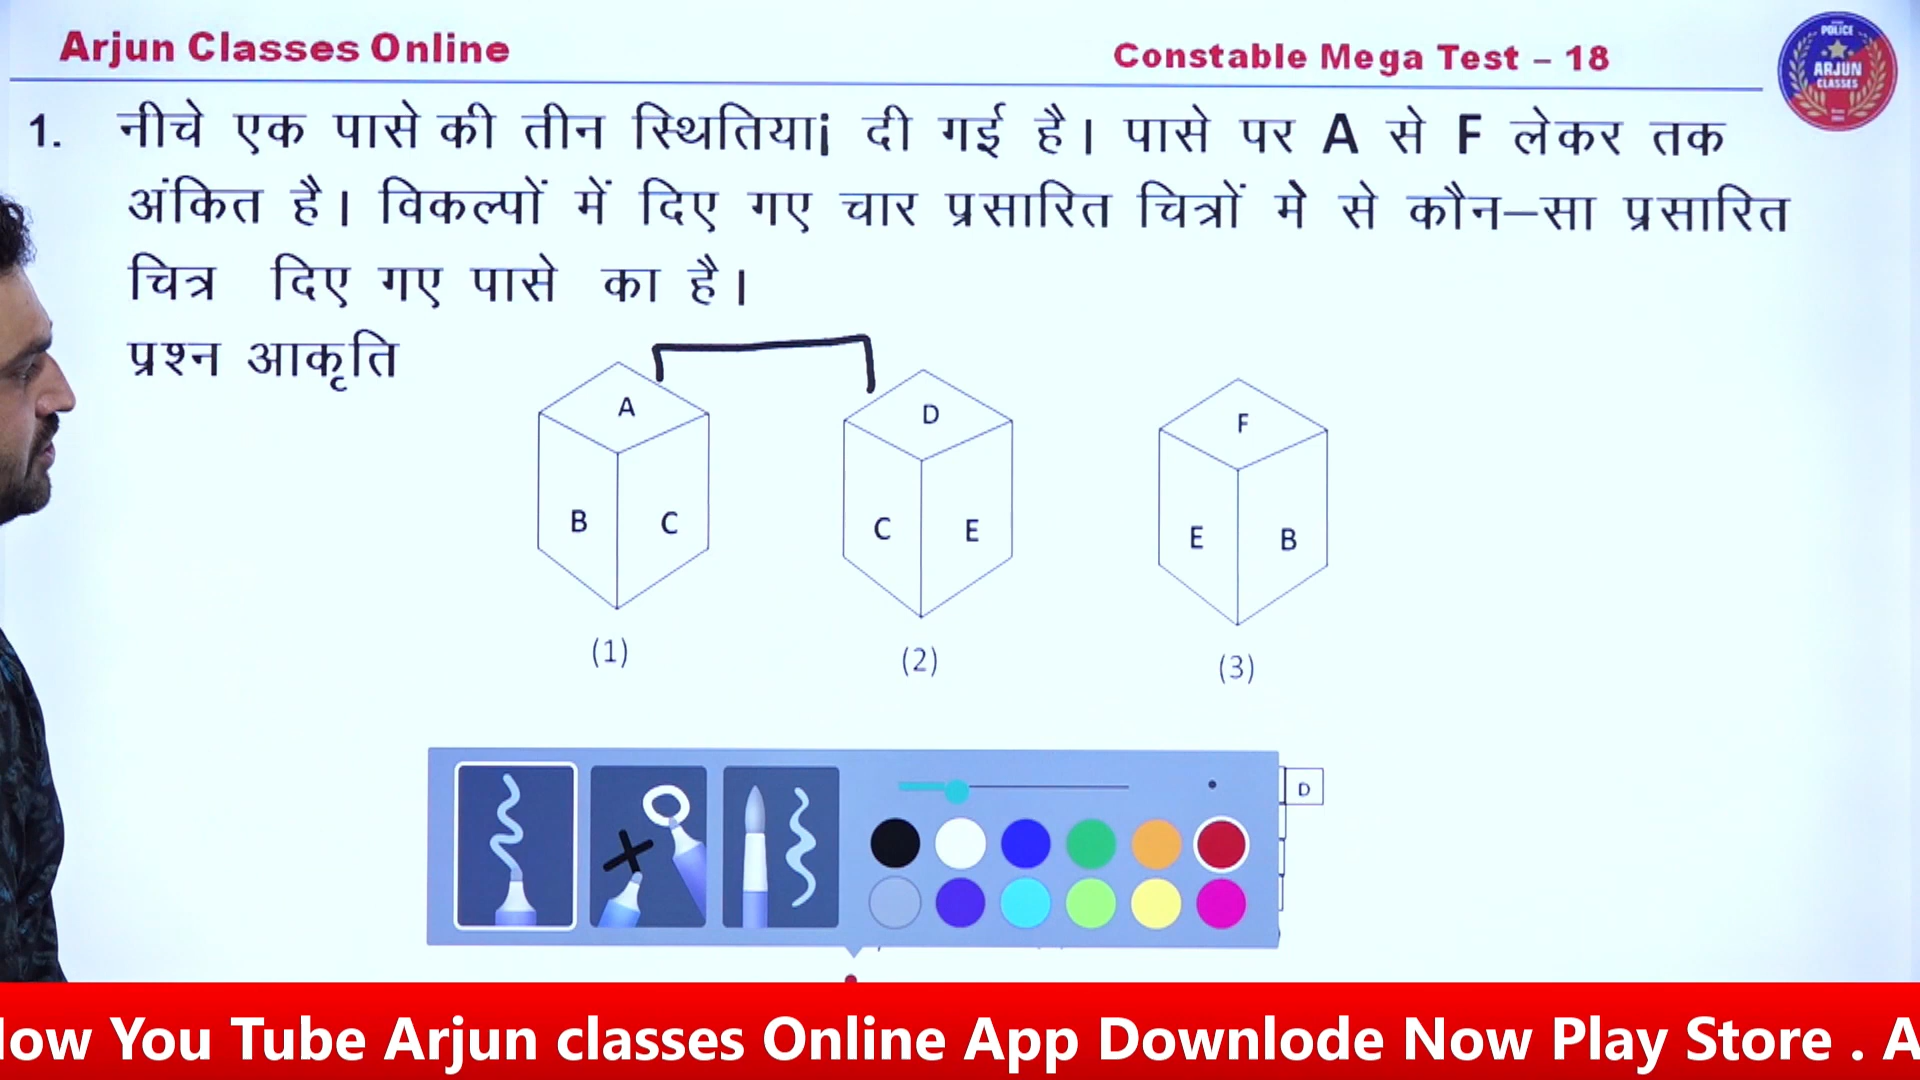 Arjun Classes Online
Constable Mega Test – 18
POLICE
ARJUN
CLASSES
1. नीचे एक पासे की तीन स्थितियाi दी गई है। पासे पर A से F लेकर तक
अंकित है। विकल्पों में दिए गए चार प्रसारित चित्रों मेे से कौन–सा प्रसारित
चित्र दिए गए पासे का है।
प्रश्न आकृति
A
B C
D
C E
F
E B
(1)
(2)
(3)
D
You Tube Arjun classes Online App Downlode Now Play Store . A